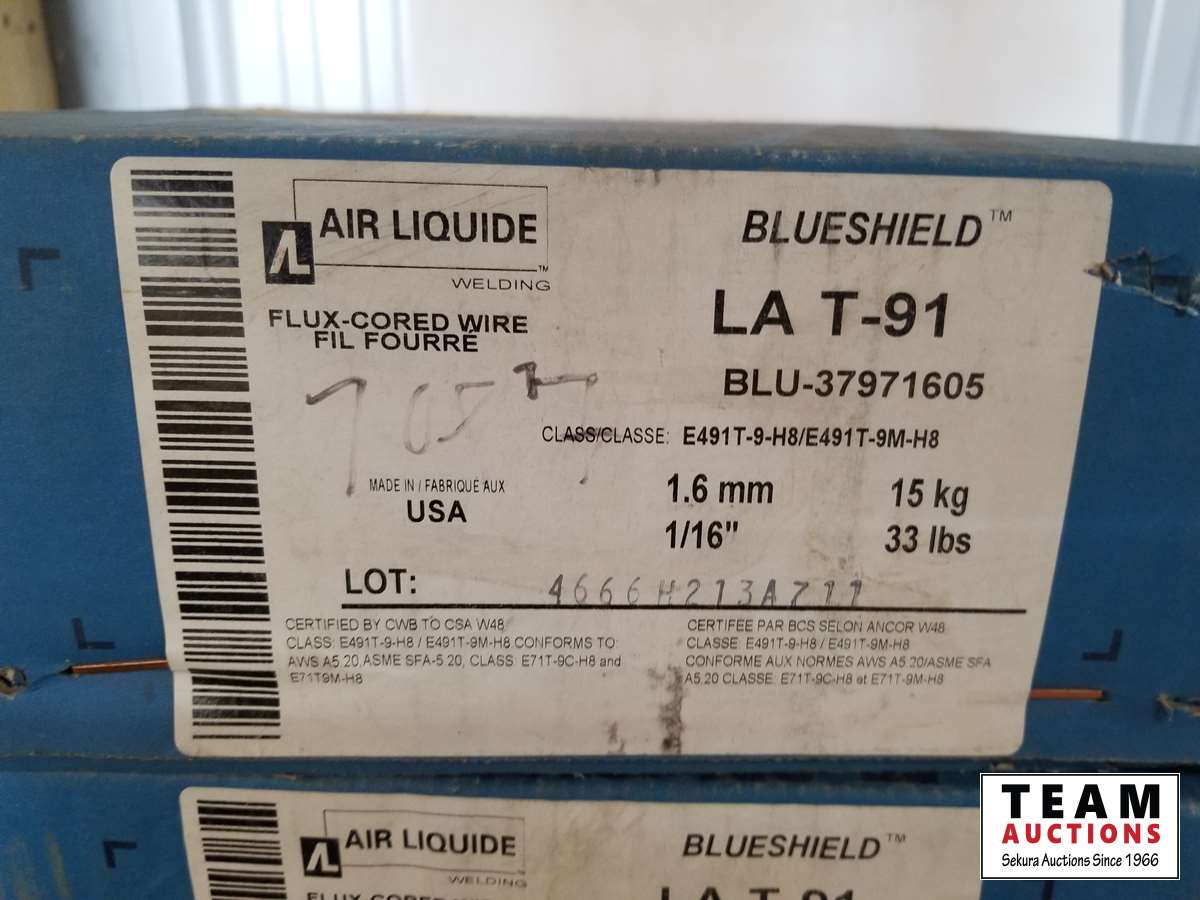 AIR LIQUIDE™
WELDING
FLUX-CORED WIRE
FIL FOURRÉ
BLUESHIELD™
LA T-91
BLU-37971605
CLASS/CLASSE: E491T-9-H8/E491T-9M-H8
MADE IN / FABRIQUÉ AUX
USA
1.6 mm 15 kg
1/16" 33 lbs
LOT: 4666H213A711
CERTIFIED BY CWB TO CSA W48
CLASS: E491T-9-H8 / E491T-9M-H8 CONFORMS TO
AWS A5.20,ASME SFA-5.20, CLASS: E71T-9C-H8 and
E71T9M-H8
CERTIFEE PAR BCS SELON ANCOR W48
CLASSE: E491T-9-H8 / E491T-9M-H8
CONFORME AUX NORMES AWS A5.20/ASME SFA
A5.20 CLASSE: E71T-9C-H8 et E71T-9M-H8
AIR LIQUIDE
WELDING
BLUESHIELD™
FLUX-CORED
LA T-91
TEAM
AUCTIONS
Sekura Auctions Since 1966